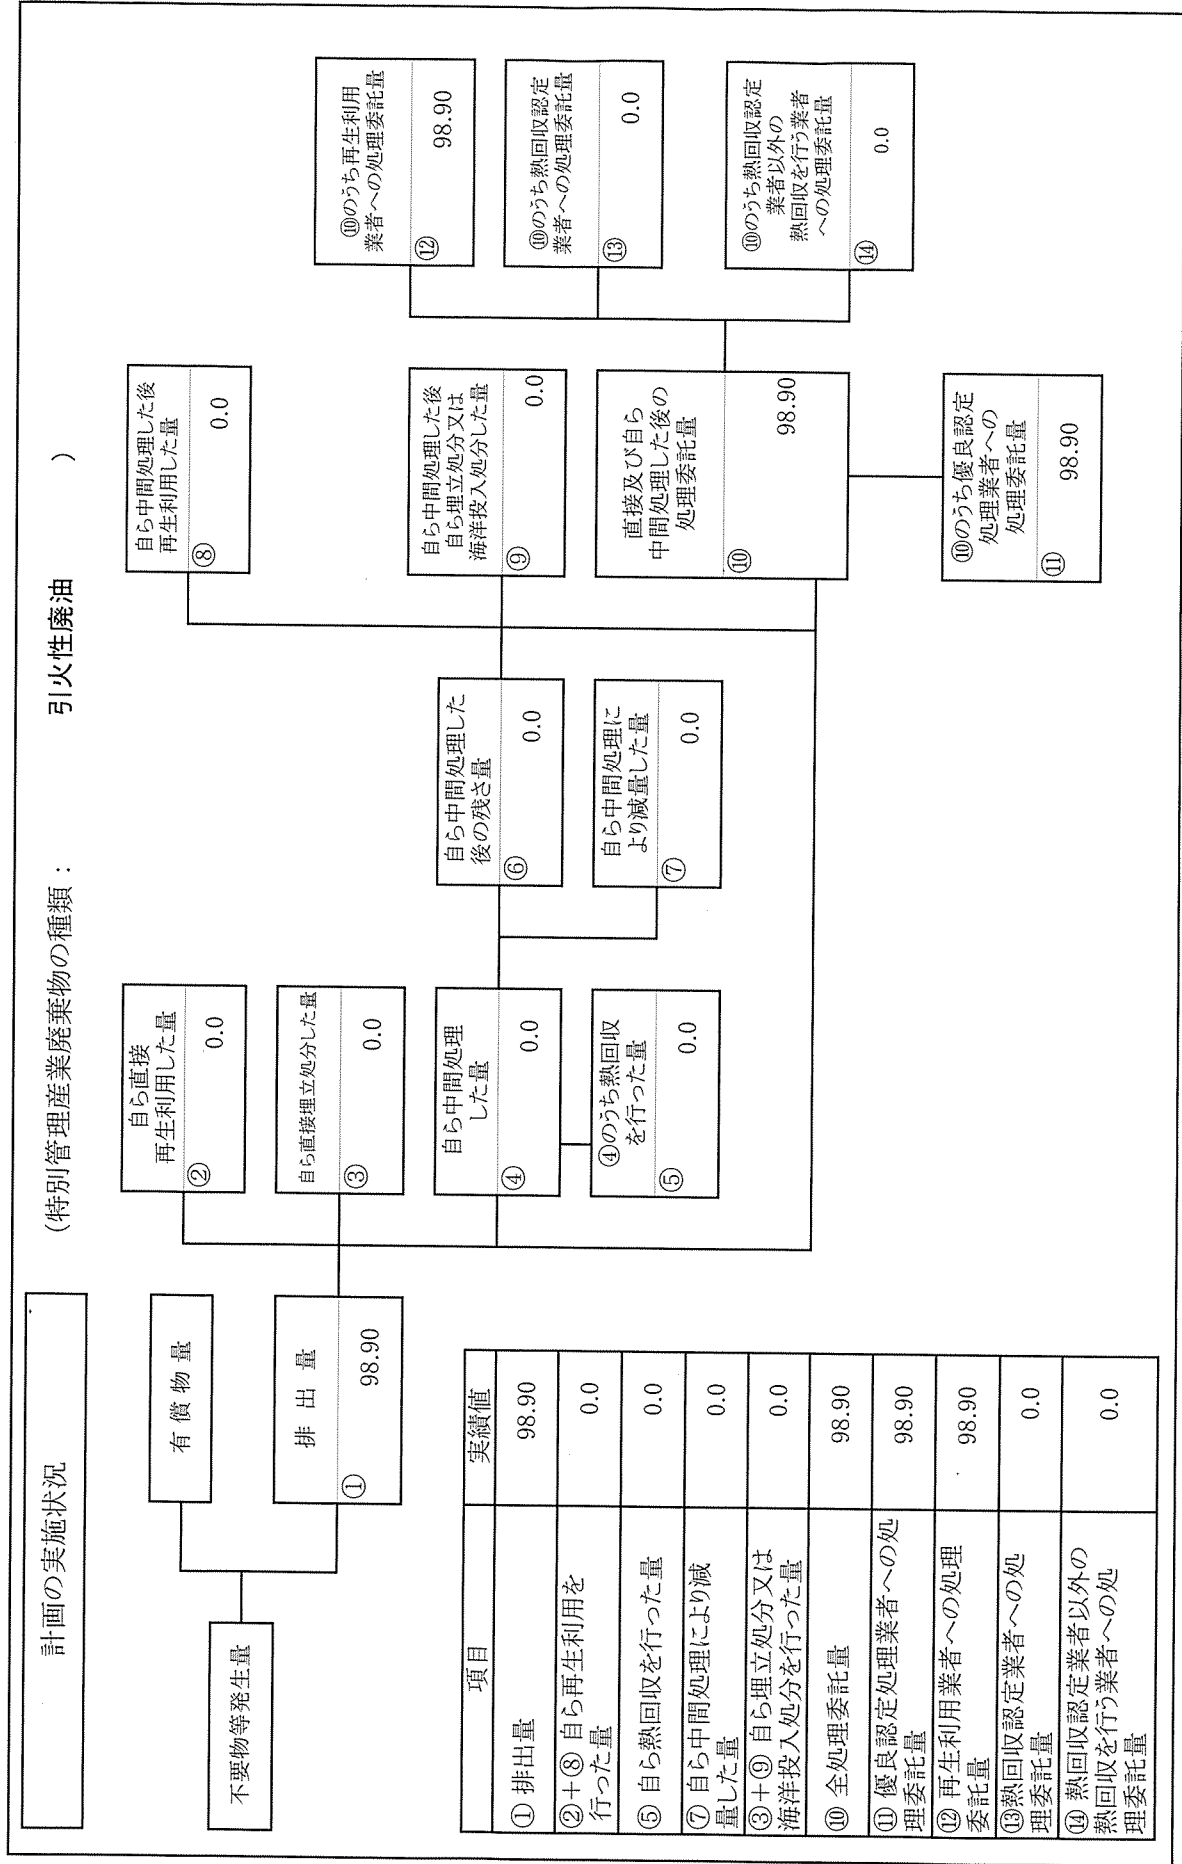 計画の実施状況
(特別管理産業廃棄物の種類: 引火性廃油 )
不要物等発生量
有償物量
排出量
① 98.90
自ら直接
再生利用した量
② 0.0
自ら直接埋立処分した量
③ 0.0
自ら中間処理
した量
④ 0.0
④のうち熱回収
を行った量
⑤ 0.0
自ら中間処理した
後の残さ量
⑥ 0.0
自ら中間処理に
より減量した量
⑦ 0.0
自ら中間処理した後
再生利用した量
⑧ 0.0
自ら中間処理した後
自ら埋立処分又は
海洋投入処分した量
⑨ 0.0
直接及び自ら
中間処理した後の
処理委託量
⑩ 98.90
⑩のうち優良認定
処理業者への
処理委託量
⑪ 98.90
⑩のうち再生利用
業者への処理委託量
⑫ 98.90
⑩のうち熱回収認定
業者への処理委託量
⑬ 0.0
⑩のうち熱回収認定
業者以外の
熱回収を行う業者
への処理委託量
⑭ 0.0
項目 実績値
① 排出量 98.90
②+⑧ 自ら再生利用を
行った量 0.0
⑤ 自ら熱回収を行った量 0.0
⑦ 自ら中間処理により減
量した量 0.0
③+⑨ 自ら埋立処分又は
海洋投入処分を行った量 0.0
⑩ 全処理委託量 98.90
⑪ 優良認定処理業者への処
理委託量 98.90
⑫ 再生利用業者への処理
委託量 98.90
⑬熱回収認定業者への処
理委託量 0.0
⑭ 熱回収認定業者以外の
熱回収を行う業者への処
理委託量 0.0